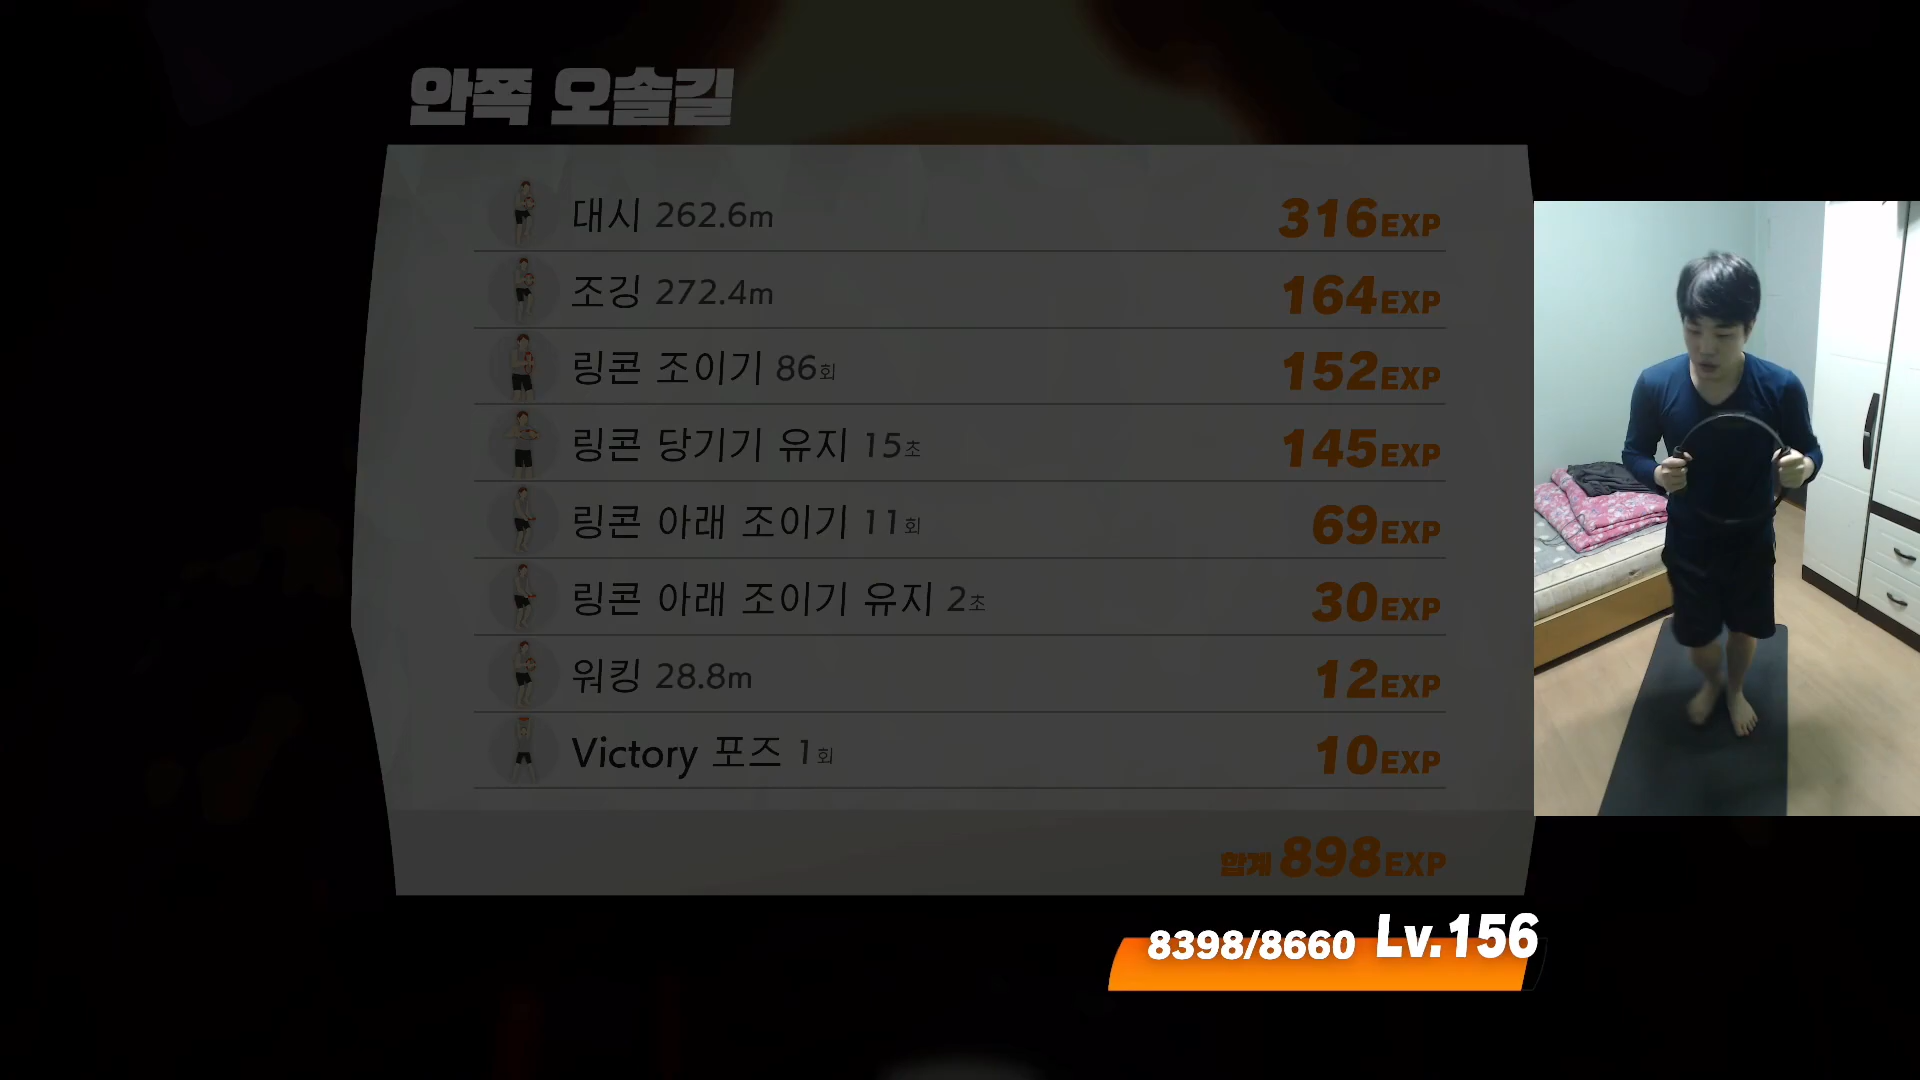 안쪽 오솔길
대시 262.6m 316EXP
조깅 272.4m 164EXP
링콘 조이기 86회 152EXP
링콘 당기기 유지 15초 145EXP
링콘 아래 조이기 11회 69EXP
링콘 아래 조이기 유지 2초 30EXP
워킹 28.8m 12EXP
Victory 포즈 1회 10EXP
합계 898EXP
8398/8660 Lv.156